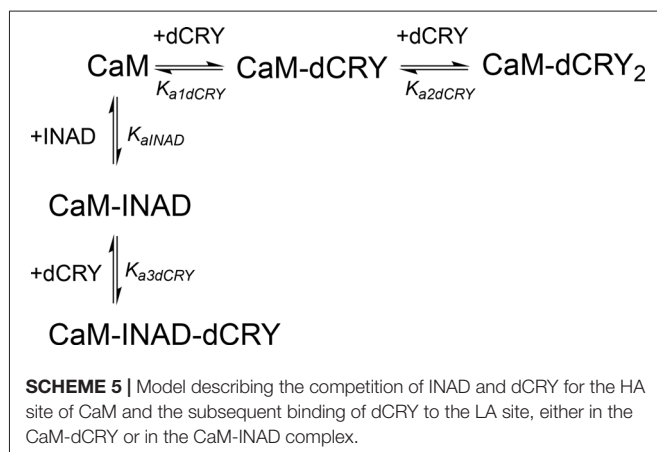 +dCRY +dCRY
CaM CaM-dCRY CaM-dCRY₂
Ka1dCRY Ka2dCRY
+INAD KaINAD
CaM-INAD
+dCRY Ka3dCRY
CaM-INAD-dCRY
SCHEME 5 | Model describing the competition of INAD and dCRY for the HA
site of CaM and the subsequent binding of dCRY to the LA site, either in the
CaM-dCRY or in the CaM-INAD complex.